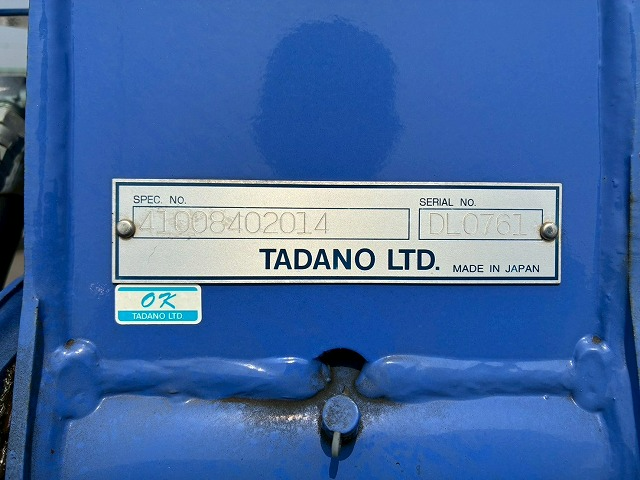 SPEC. NO.
SERIAL NO.
41008402014
DL0761
TADANO LTD.
MADE IN JAPAN
OK
TADANO LTD.